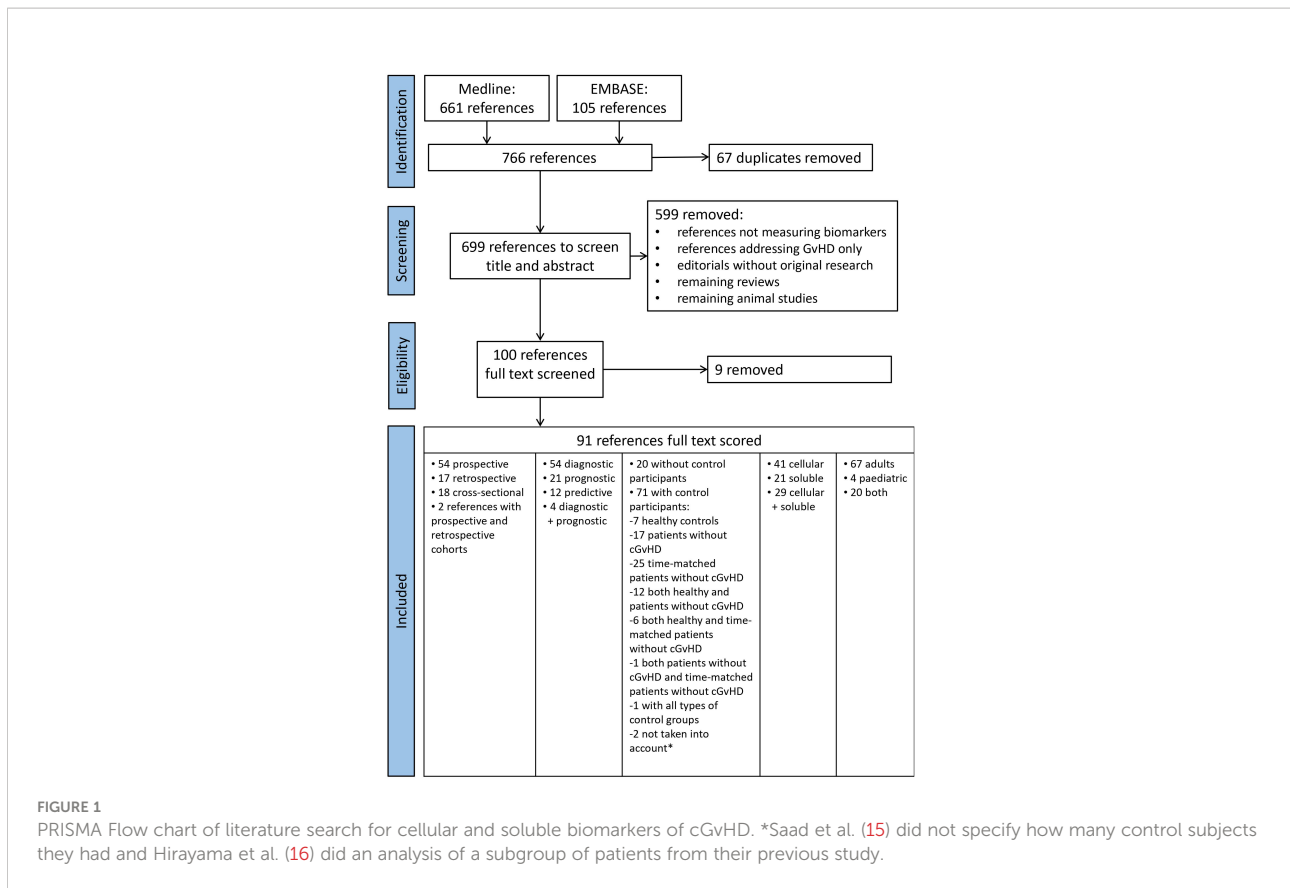 Identification
Medline:
661 references
EMBASE:
105 references
766 references
67 duplicates removed
Screening
699 references to screen
title and abstract
599 removed:
• references not measuring biomarkers
• references addressing GvHD only
• editorials without original research
• remaining reviews
• remaining animal studies
Eligibility
100 references
full text screened
9 removed
Included
91 references full text scored
• 54 prospective
• 17 retrospective
• 18 cross-sectional
• 2 references with
prospective and
retrospective
cohorts
• 54 diagnostic
• 21 prognostic
• 12 predictive
• 4 diagnostic
+ prognostic
• 20 without control
participants
• 71 with control
participants:
-7 healthy controls
-17 patients without
cGvHD
-25 time-matched
patients without cGvHD
-12 both healthy and
patients without cGvHD
-6 both healthy and time-
matched patients
without cGvHD
-1 both patients without
cGvHD and time-matched
patients without cGvHD
-1 with all types of
control groups
-2 not taken into
account*
• 41 cellular
• 21 soluble
• 29 cellular
+ soluble
• 67 adults
• 4 paediatric
• 20 both
FIGURE 1
PRISMA Flow chart of literature search for cellular and soluble biomarkers of cGvHD. *Saad et al. (15) did not specify how many control subjects
they had and Hirayama et al. (16) did an analysis of a subgroup of patients from their previous study.